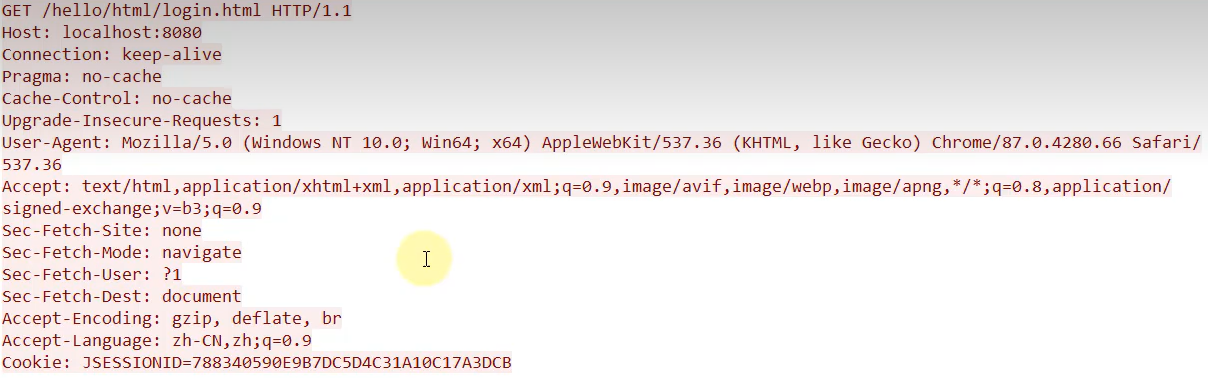 GET /hello/html/login.html HTTP/1.1
Host: localhost:8080
Connection: keep-alive
Pragma: no-cache
Cache-Control: no-cache
Upgrade-Insecure-Requests: 1
User-Agent: Mozilla/5.0 (Windows NT 10.0; Win64; x64) AppleWebKit/537.36 (KHTML, like Gecko) Chrome/87.0.4280.66 Safari/
537.36
Accept: text/html,application/xhtml+xml,application/xml;q=0.9,image/avif,image/webp,image/apng,*/*;q=0.8,application/
signed-exchange;v=b3;q=0.9
Sec-Fetch-Site: none
Sec-Fetch-Mode: navigate
Sec-Fetch-User: ?1
Sec-Fetch-Dest: document
Accept-Encoding: gzip, deflate, br
Accept-Language: zh-CN,zh;q=0.9
Cookie: JSESSIONID=788340590E9B7DC5D4C31A10C17A3DCB